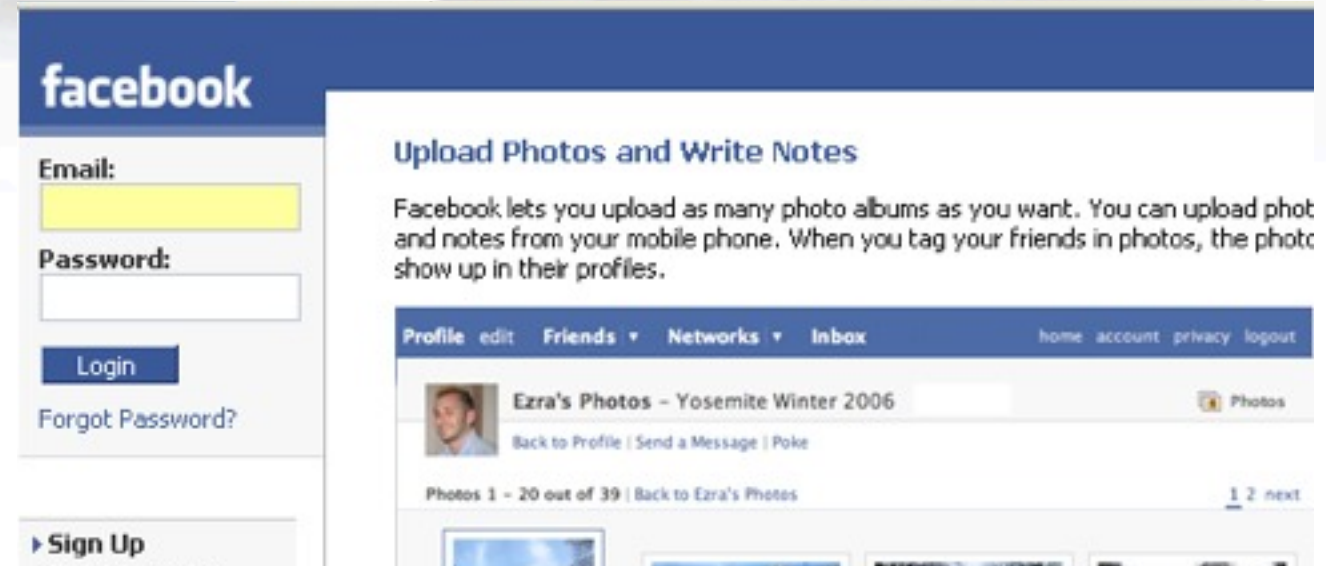 facebook
Email:
Password:
Login
Forgot Password?
Sign Up
Upload Photos and Write Notes
Facebook lets you upload as many photo albums as you want. You can upload phot
and notes from your mobile phone. When you tag your friends in photos, the photo
show up in their profiles.
Profile edit Friends Networks Inbox home account privacy logout
Ezra's Photos – Yosemite Winter 2006 Photos
Back to Profile | Send a Message | Poke
Photos 1 – 20 out of 39 | Back to Ezra's Photos 1 2 next